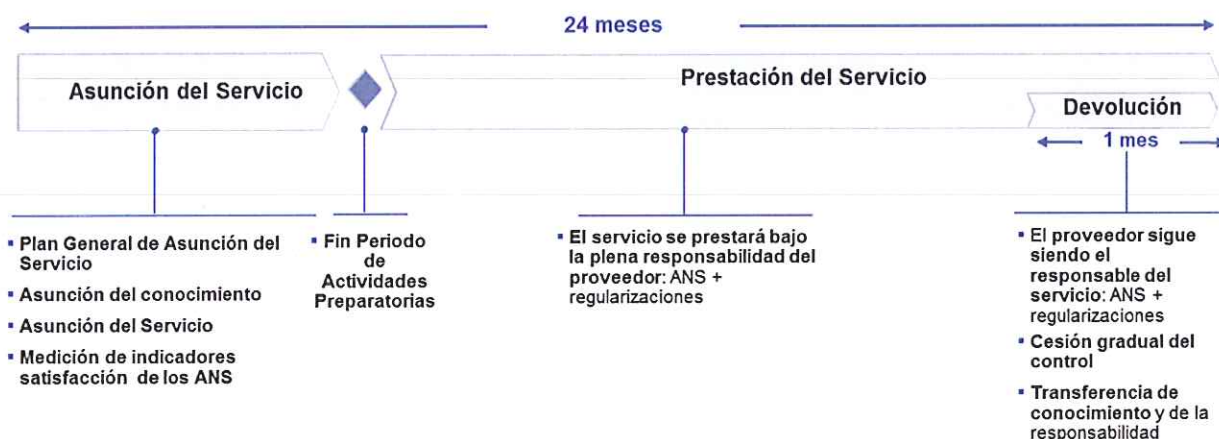 24 meses
Asunción del Servicio
Prestación del Servicio
Devolución
1 mes
▪ Plan General de Asunción del
Servicio
▪ Asunción del conocimiento
▪ Asunción del Servicio
▪ Medición de indicadores
satisfacción de los ANS
▪ Fin Periodo
de
Actividades
Preparatorias
▪ El servicio se prestará bajo
la plena responsabilidad del
proveedor: ANS +
regularizaciones
▪ El proveedor sigue
siendo el
responsable del
servicio: ANS +
regularizaciones
▪ Cesión gradual del
control
▪ Transferencia de
conocimiento y de la
responsabilidad